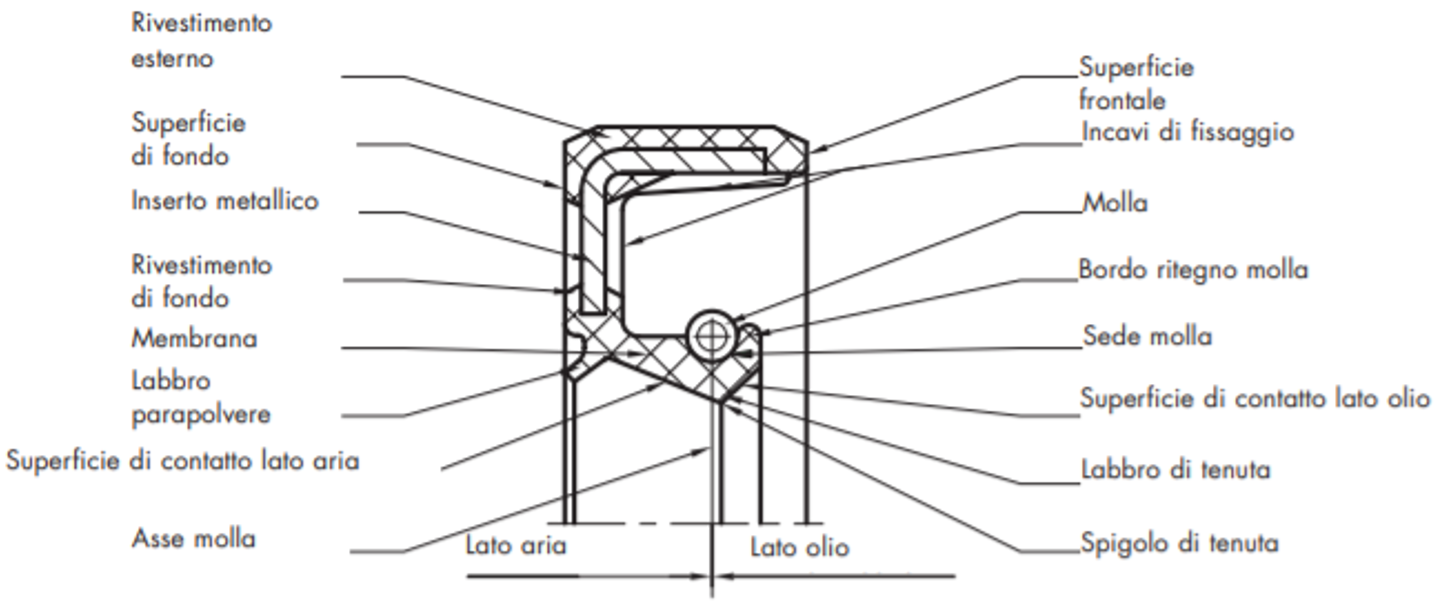 Rivestimento
esterno
Superficie
di fondo
Inserto metallico
Rivestimento
di fondo
Membrana
Labbro
parapolvere
Superficie di contatto lato aria
Asse molla
Lato aria
Lato olio
Superficie
frontale
Incavi di fissaggio
Molla
Bordo ritegno molla
Sede molla
Superficie di contatto lato olio
Labbro di tenuta
Spigolo di tenuta